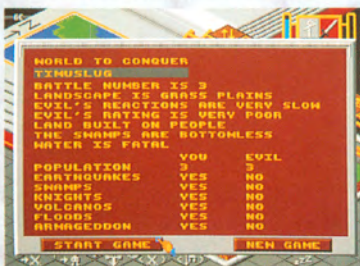 WORLD TO CONQUER
TIMUSLUG
BATTLE NUMBER IS 3
LANDSCAPE IS GRASS PLAINS
EVIL'S REACTIONS ARE VERY SLOW
EVIL'S RATING IS VERY POOR
LAND BUILT ON PEOPLE
THE SWAMPS ARE BOTTOMLESS
WATER IS FATAL
YOU EVIL
POPULATION 3 3
EARTHQUAKES YES NO
SWAMPS YES NO
KNIGHTS YES NO
VOLCANOS YES NO
FLOODS YES NO
ARMAGEDDON YES NO
START GAME NEW GAME